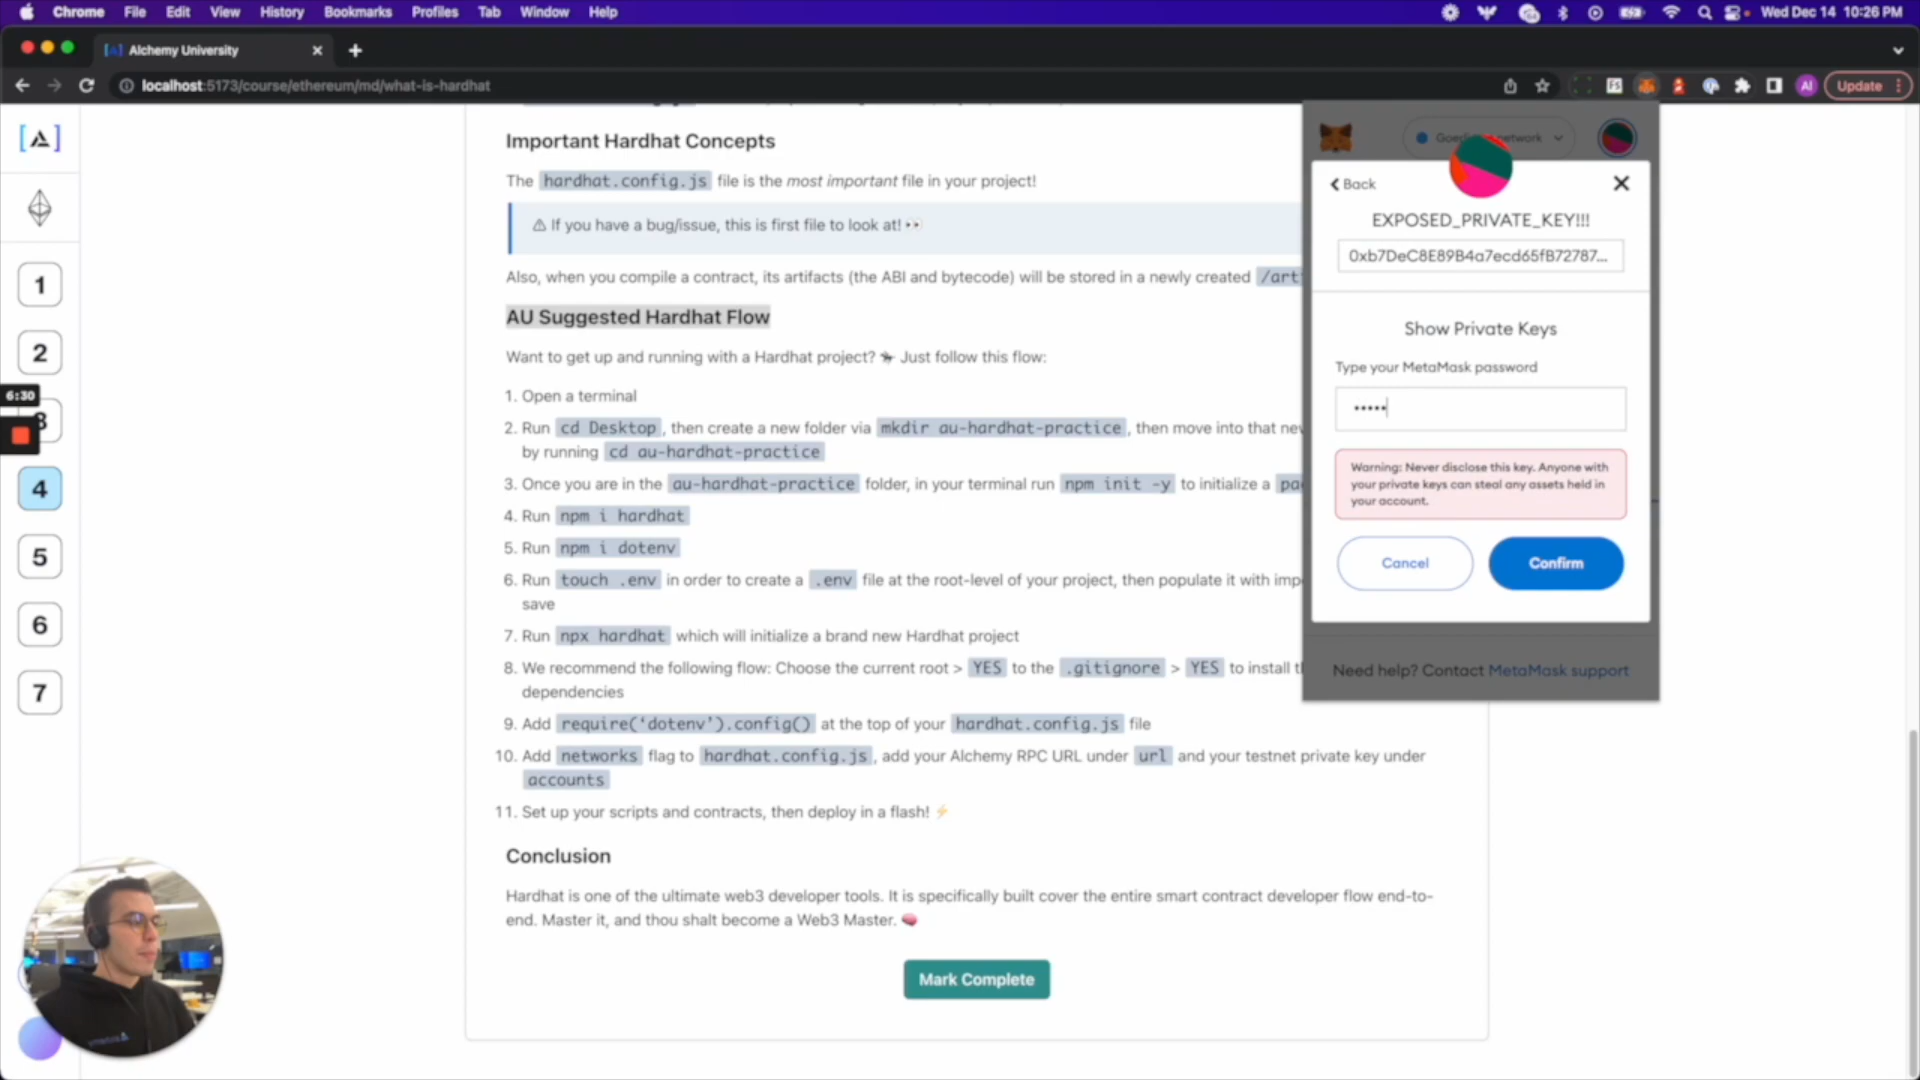 Chrome File Edit View History Bookmarks Profiles Tab Window Help
Wed Dec 14 10:26 PM
Alchemy University
localhost:5173/course/ethereum/md/what-is-hardhat
AI
Update
Important Hardhat Concepts
The hardhat.config.js file is the most important file in your project!
⚠ If you have a bug/issue, this is first file to look at! 👀
Also, when you compile a contract, its artifacts (the ABI and bytecode) will be stored in a newly created
AU Suggested Hardhat Flow
Want to get up and running with a Hardhat project? Just follow this flow:
1. Open a terminal
2. Run cd Desktop, then create a new folder via mkdir au-hardhat-practice, then move into that
by running cd au-hardhat-practice
3. Once you are in the au-hardhat-practice folder, in your terminal run npm init -y to initialize a
4. Run npm i hardhat
5. Run npm i dotenv
6. Run touch .env in order to create a .env file at the root-level of your project, then populate it with
save
7. Run npx hardhat which will initialize a brand new Hardhat project
8. We recommend the following flow: Choose the current root > YES to the .gitignore > YES to install
dependencies
9. Add require(‘dotenv’).config() at the top of your hardhat.config.js file
10. Add networks flag to hardhat.config.js, add your Alchemy RPC URL under url and your testnet private key under
accounts
11. Set up your scripts and contracts, then deploy in a flash! ⚡
Conclusion
Hardhat is one of the ultimate web3 developer tools. It is specifically built cover the entire smart contract developer flow end-to-
end. Master it, and thou shalt become a Web3 Master. 🧠
Mark Complete
1
2
6:30
4
5
6
7
network
Back
EXPOSED_PRIVATE_KEY!!!
0xb7DeC8E89B4a7ecd65fB72787...
Show Private Keys
Type your MetaMask password
•••••
Warning: Never disclose this key. Anyone with
your private keys can steal any assets held in
your account.
Cancel
Confirm
Need help? Contact MetaMask support